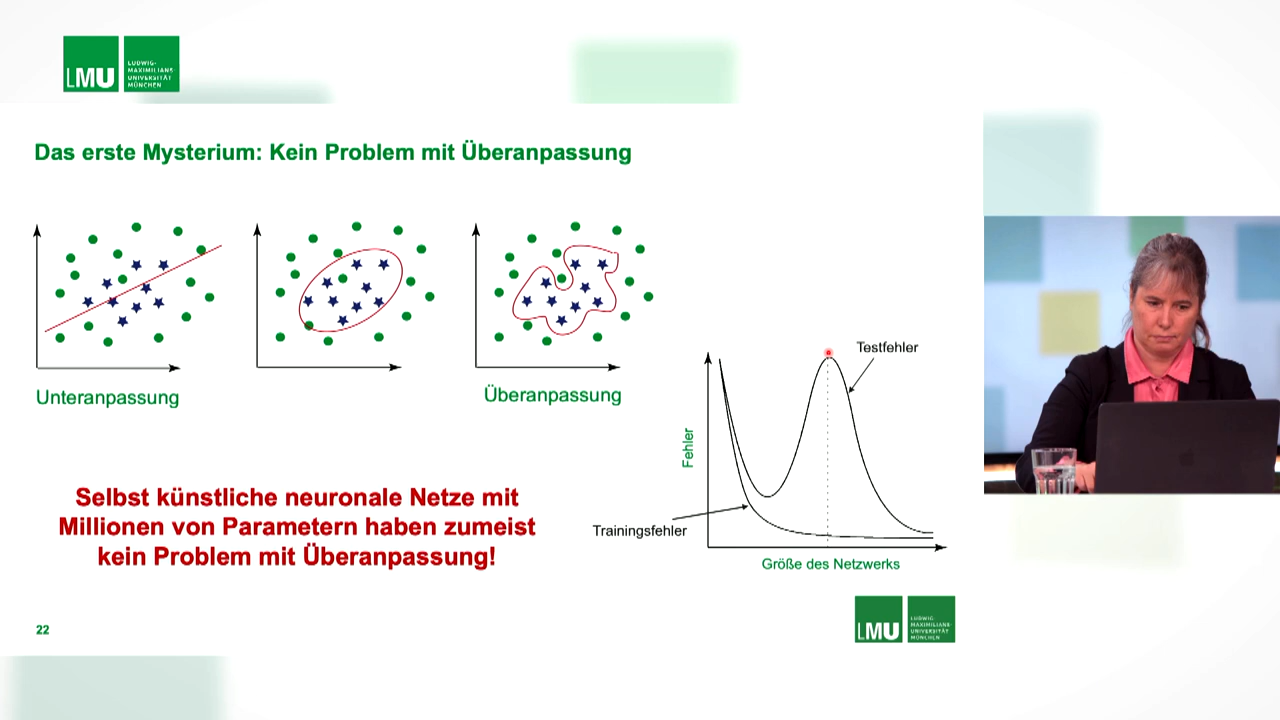 LMU
LUDWIG-
MAXIMILIANS-
UNIVERSITÄT
MÜNCHEN
Das erste Mysterium: Kein Problem mit Überanpassung
Unteranpassung
Überanpassung
Selbst künstliche neuronale Netze mit
Millionen von Parametern haben zumeist
kein Problem mit Überanpassung!
Testfehler
Fehler
Trainingsfehler
Größe des Netzwerks
22
LMU
LUDWIG-
MAXIMILIANS-
UNIVERSITÄT
MÜNCHEN